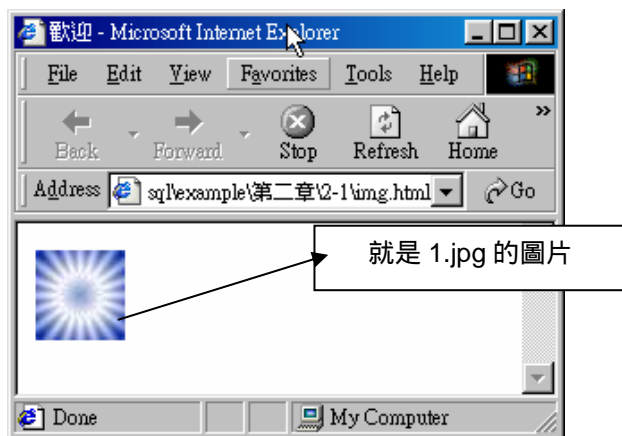 歡迎 - Microsoft Internet Explorer
File Edit View Favorites Tools Help
Back Forward Stop Refresh Home »
Address sql\example\第二章\2-1\img.html Go
就是 1.jpg 的圖片
Done My Computer